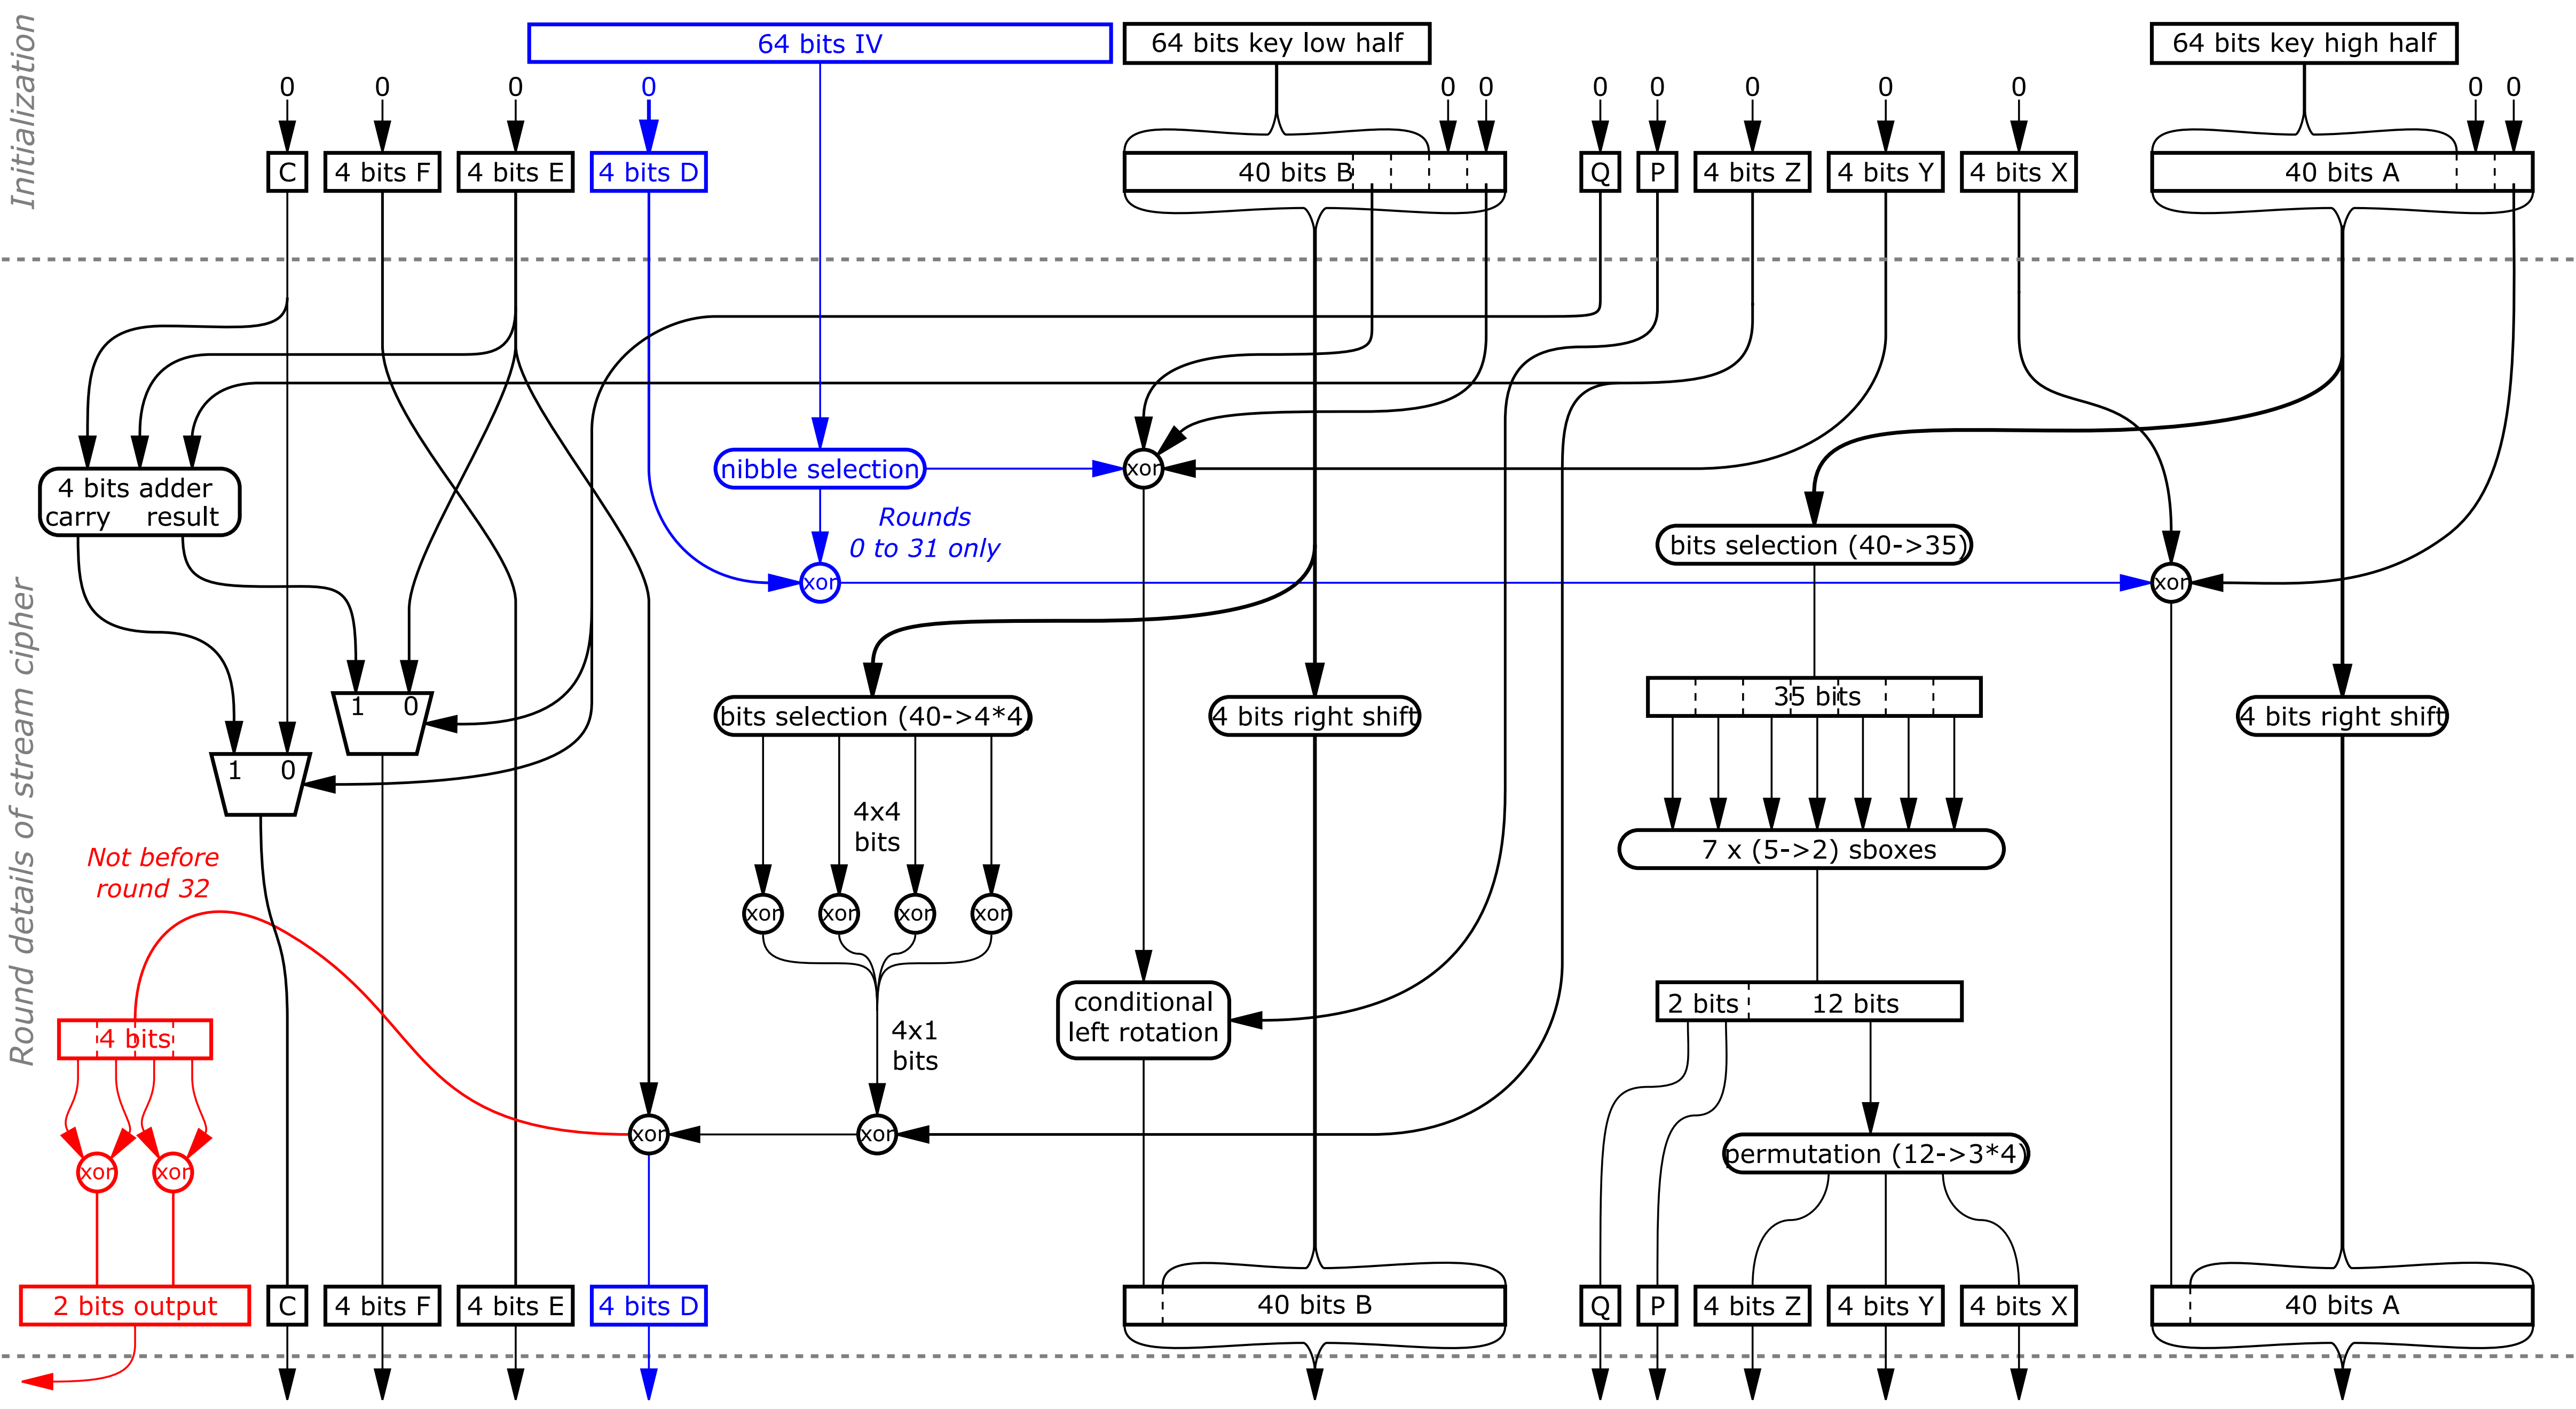 Initialization
64 bits IV
64 bits key low half
64 bits key high half
0
0
0
0
0
0
0
0
0
0
0
0
0
C
4 bits F
4 bits E
4 bits D
40 bits B
Q
P
4 bits Z
4 bits Y
4 bits X
40 bits A
Round details of stream cipher
4 bits adder
carry result
nibble selection
xor
Rounds
0 to 31 only
xor
bits selection (40->35)
xor
1 0
1 0
bits selection (40->4*4)
4 bits right shift
35 bits
4 bits right shift
4x4
bits
7 x (5->2) sboxes
Not before
round 32
xor
xor
xor
xor
conditional
left rotation
2 bits
12 bits
4 bits
4x1
bits
xor
xor
permutation (12->3*4)
xor
xor
2 bits output
C
4 bits F
4 bits E
4 bits D
40 bits B
Q
P
4 bits Z
4 bits Y
4 bits X
40 bits A